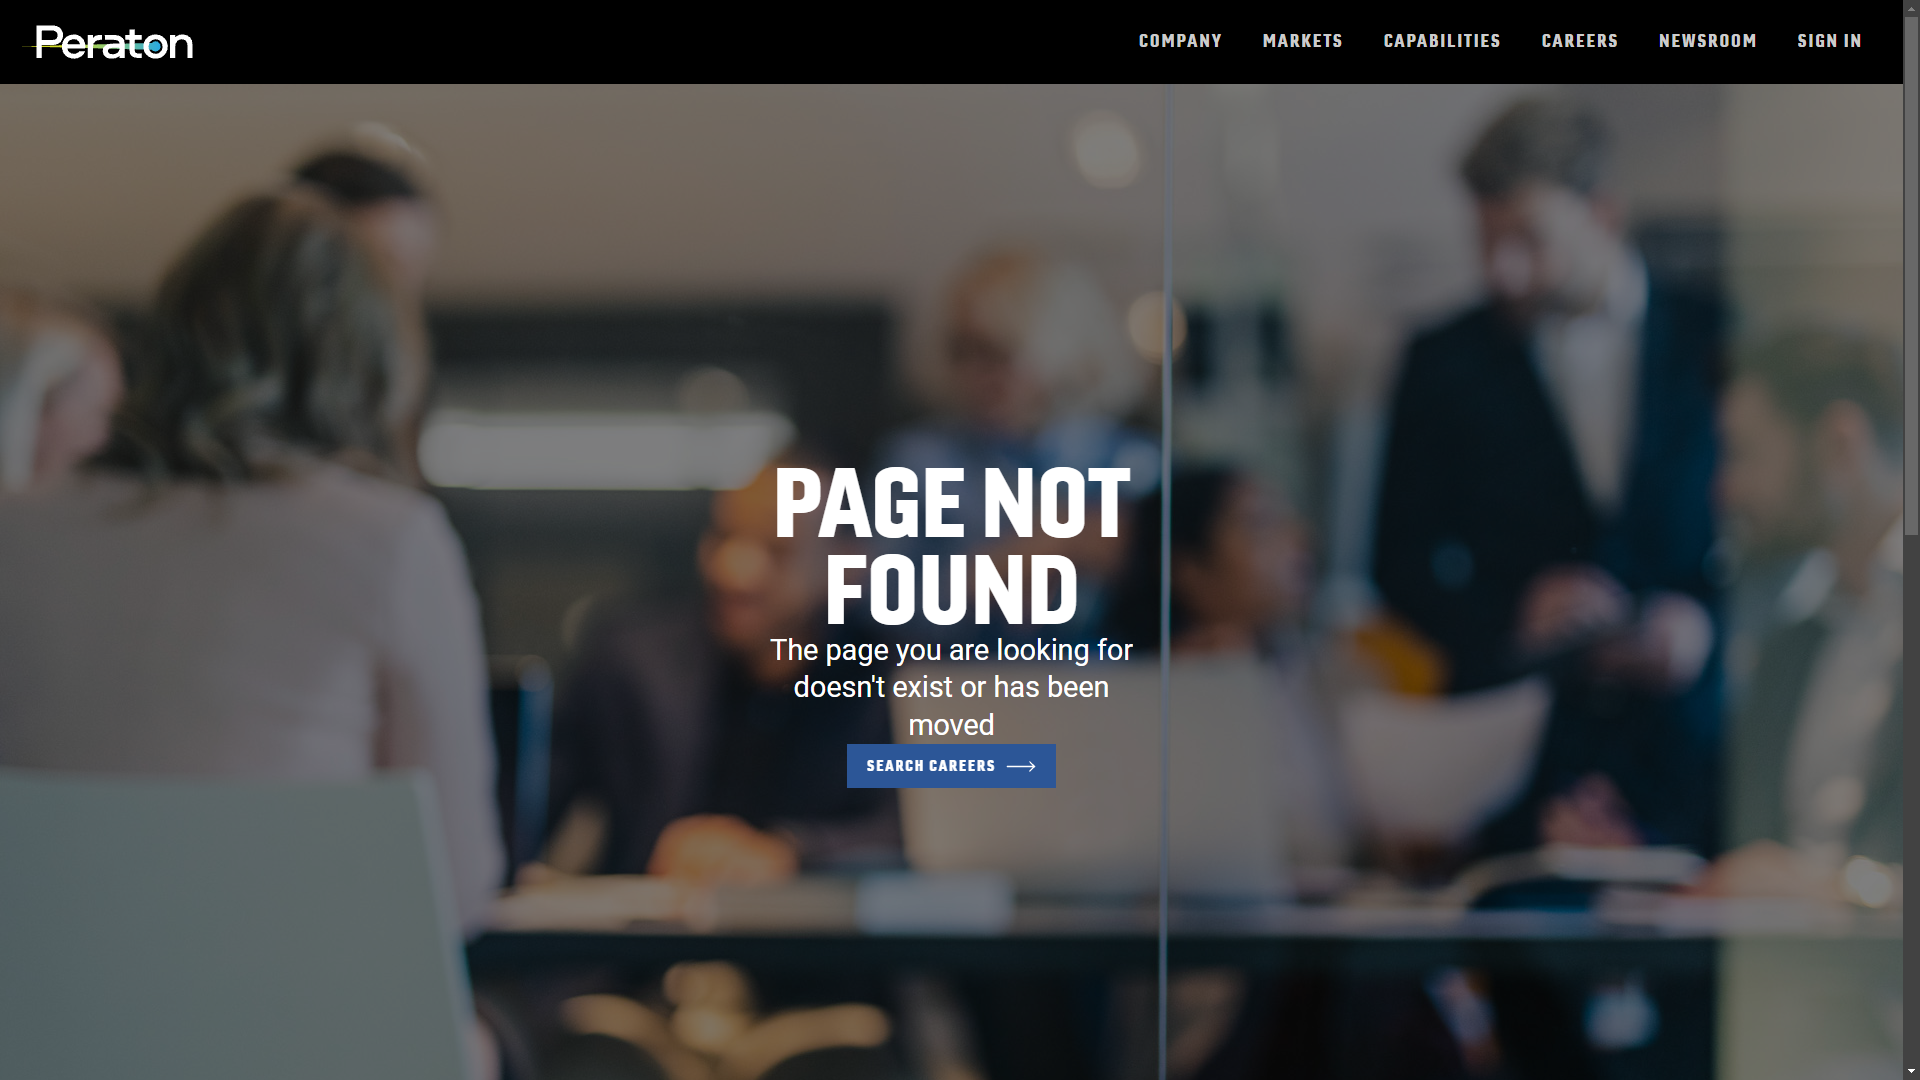 Peraton
COMPANY MARKETS CAPABILITIES CAREERS NEWSROOM SIGN IN
PAGE NOT
FOUND
The page you are looking for
doesn't exist or has been
moved
SEARCH CAREERS